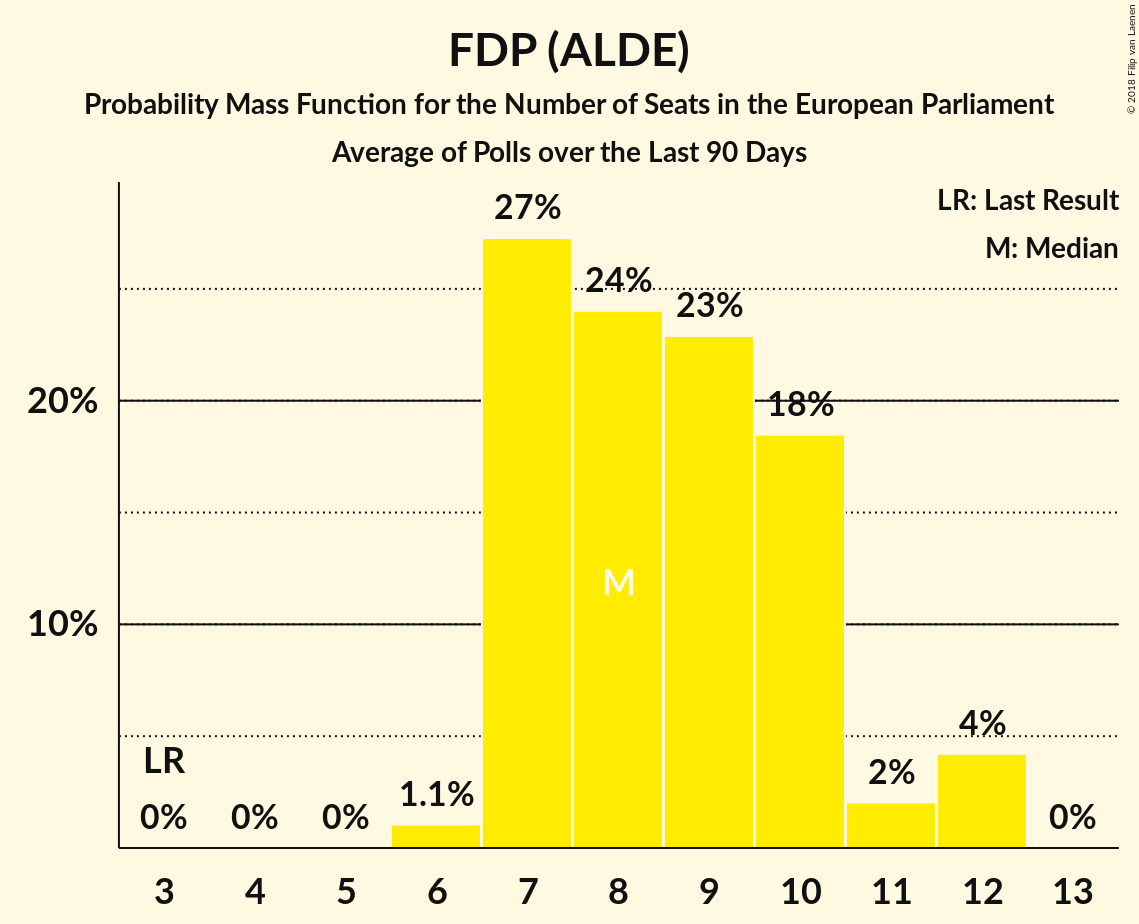 FDP (ALDE)
Probability Mass Function for the Number of Seats in the European Parliament
Average of Polls over the Last 90 Days
© 2018 Filip van Laenen
LR: Last Result
M: Median
27%
24%
23%
20%
18%
M
10%
4%
LR
2%
1.1%
0%
0%
0%
0%
3 4 5 6 7 8 9 10 11 12 13